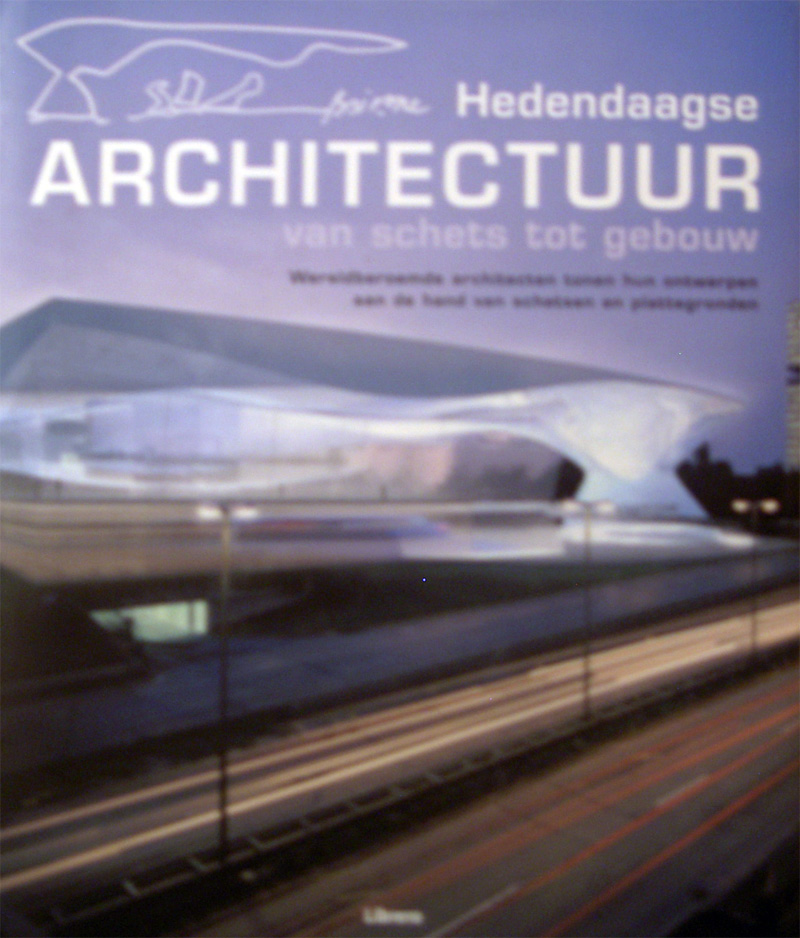 Hedendaagse
ARCHITECTUUR
van schets tot gebouw
Wereldberoemde architecten tonen hun ontwerpen
aan de hand van schetsen en plattegronden
Librero